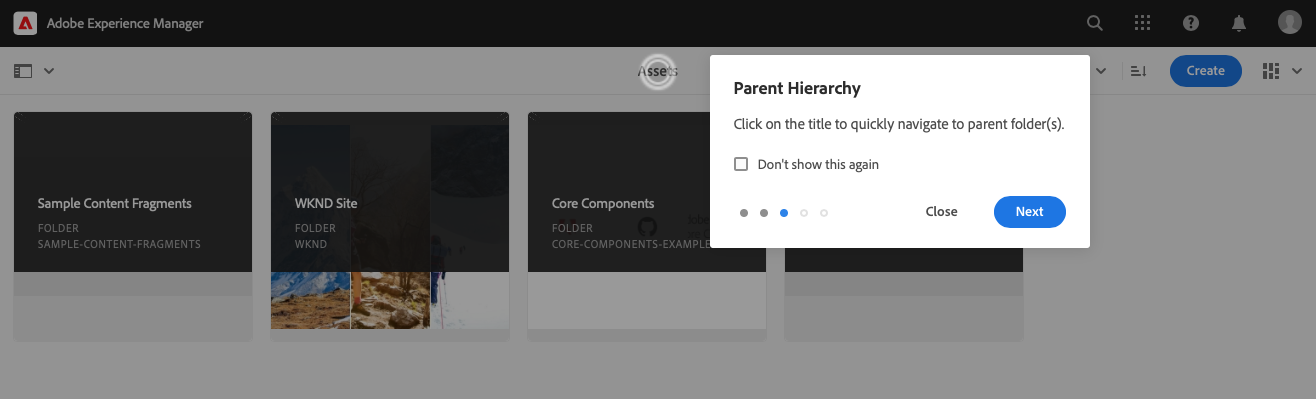 Adobe Experience Manager
Assets
Create
Parent Hierarchy
Click on the title to quickly navigate to parent folder(s).
Don't show this again
Close
Next
Sample Content Fragments
FOLDER
SAMPLE-CONTENT-FRAGMENTS
WKND Site
FOLDER
WKND
Core Components
FOLDER
CORE-COMPONENTS-EXAMPLE